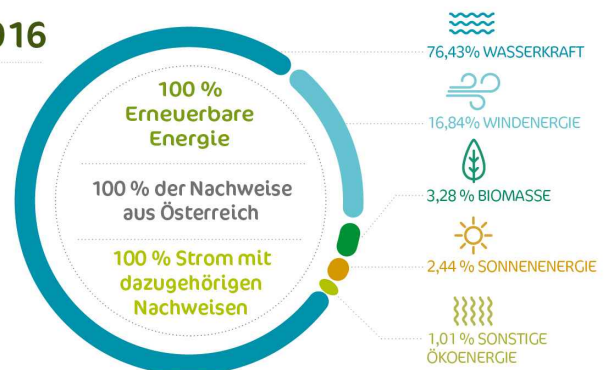 016
100 %
Erneuerbare
Energie
100 % der Nachweise
aus Österreich
100 % Strom mit
dazugehörigen
Nachweisen
76,43% WASSERKRAFT
16,84% WINDENERGIE
3,28 % BIOMASSE
2,44 % SONNENENERGIE
1,01 % SONSTIGE
ÖKOENERGIE